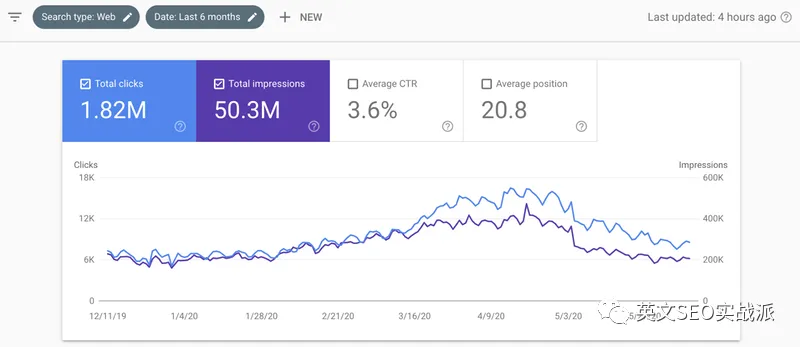 Search type: Web
Date: Last 6 months
+ NEW
Last updated: 4 hours ago
Total clicks
1.82M
Total impressions
50.3M
Average CTR
3.6%
Average position
20.8
Clicks
Impressions
18K
600K
12K
400K
6K
200K
0
0
12/11/19
1/4/20
1/28/20
2/21/20
3/16/20
4/9/20
5/3/20
英文SEO实战派